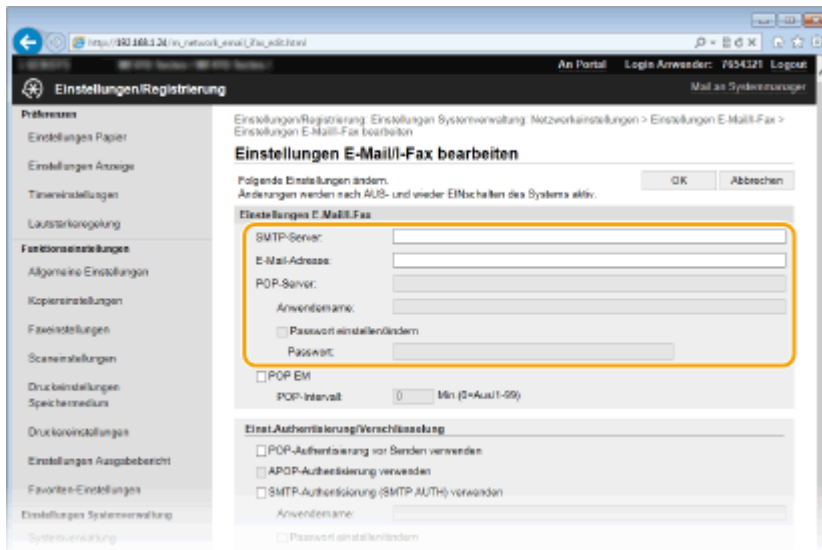 http://192.168.1.24/m_network_email_ifax_edit.html
An Portal Login Anwender: 7654321 Logout
Einstellungen/Registrierung
Mail an Systemmanager
Präferenzen
Einstellungen Papier
Einstellungen Anzeige
Timereinstellungen
Lautstärkeregelung
Funktionseinstellungen
Allgemeine Einstellungen
Kopiereinstellungen
Faxeinstellungen
Scaneinstellungen
Druckeinstellungen
Speichermedium
Druckereinstellungen
Einstellungen Ausgabebericht
Favoriten-Einstellungen
Einstellungen Systemverwaltung
Systemverwaltung
Einstellungen/Registrierung: Einstellungen Systemverwaltung: Netzwerkeinstellungen > Einstellungen E-Mail/I-Fax >
Einstellungen E-Mail/I-Fax bearbeiten
Einstellungen E-Mail/I-Fax bearbeiten
Folgende Einstellungen ändern.
Änderungen werden nach AUS- und wieder EINschalten des Systems aktiv.
OK Abbrechen
Einstellungen E-Mail/I-Fax
SMTP-Server:
E-Mail-Adresse:
POP-Server:
Anwendername:
Passwort einstellen/ändern
Passwort:
POP EM
POP-Intervall: 0 Min.(0=Aus/1-99)
Einst.Authentisierung/Verschlüsselung
POP-Authentisierung vor Senden verwenden
APOP-Authentisierung verwenden
SMTP-Authentisierung (SMTP AUTH) verwenden
Anwendername:
Passwort einstellen/ändern